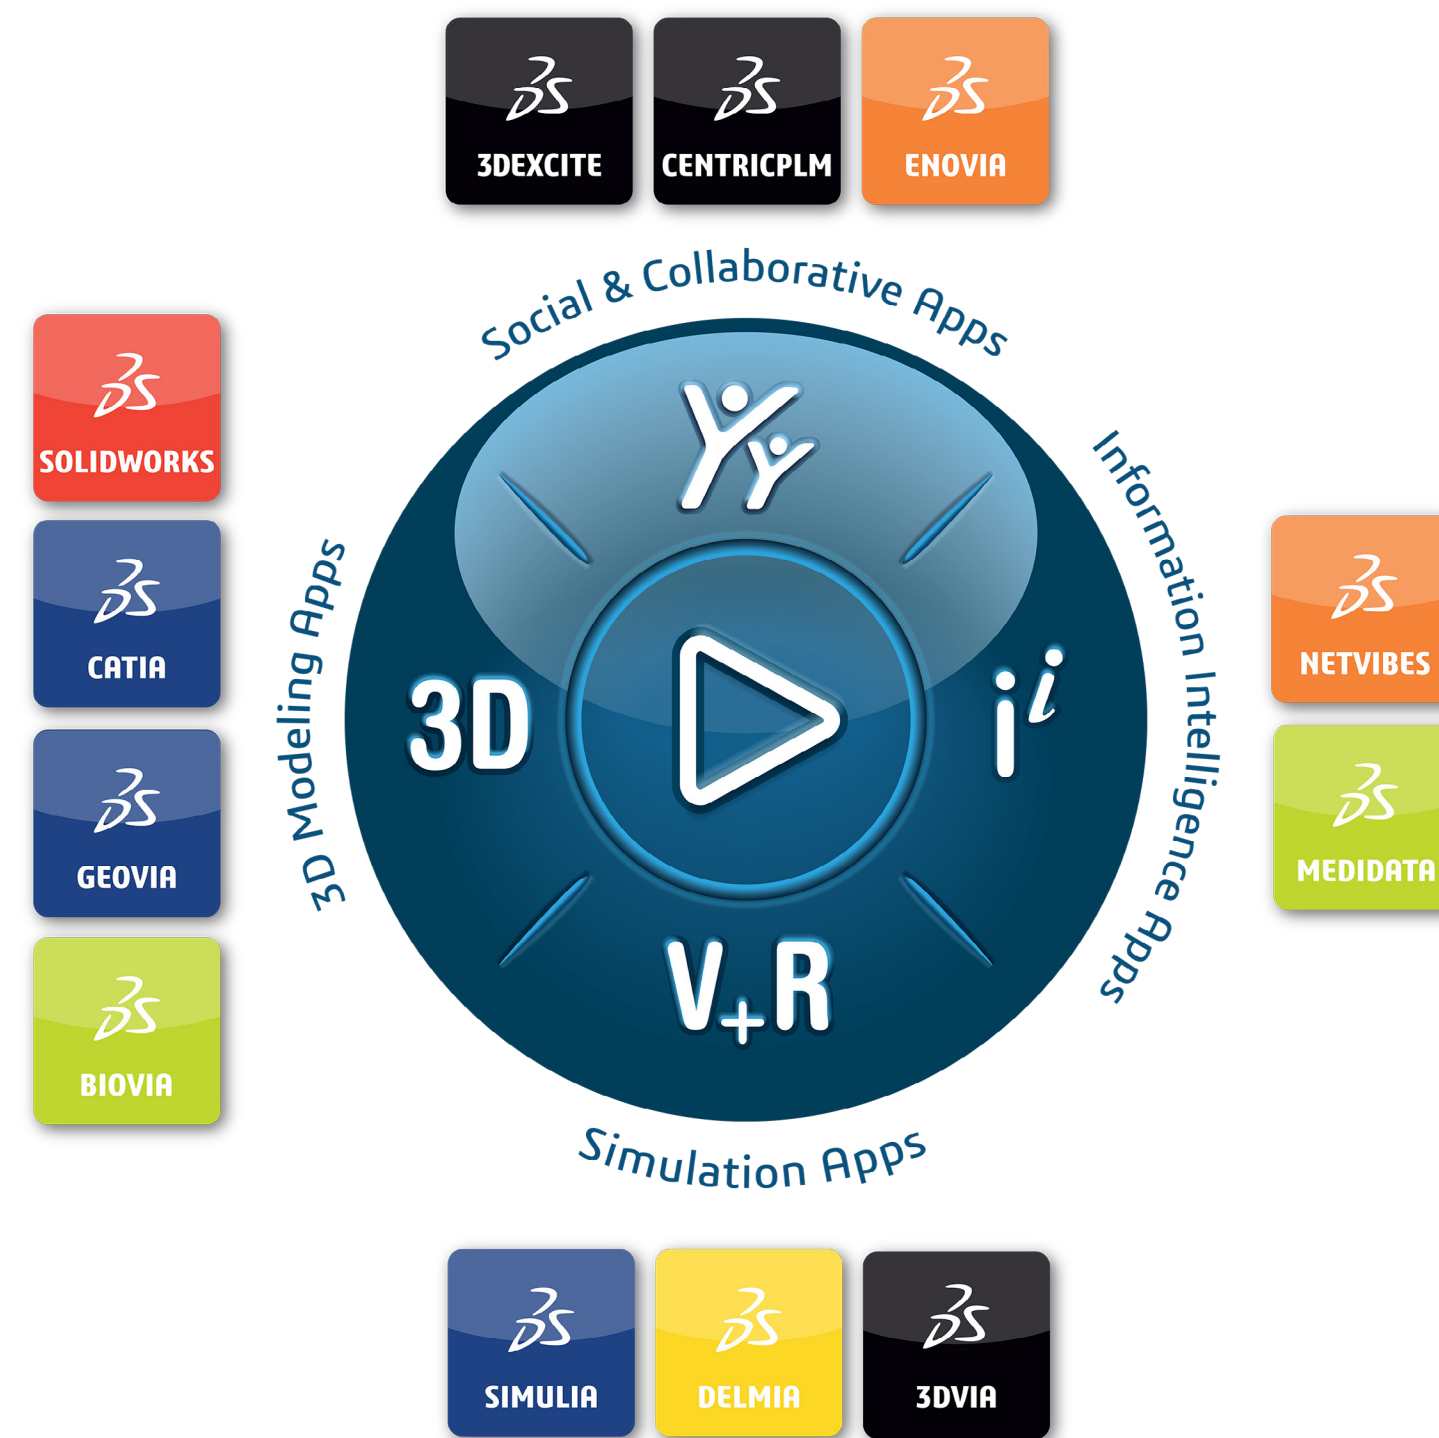 3DEXCITE
CENTRICPLM
ENOVIA
Social & Collaborative Apps
SOLIDWORKS
CATIA
GEOVIA
BIOVIA
3D Modeling Apps
3D
i i
V+R
Information Intelligence Apps
NETVIBES
MEDIDATA
Simulation Apps
SIMULIA
DELMIA
3DVIA